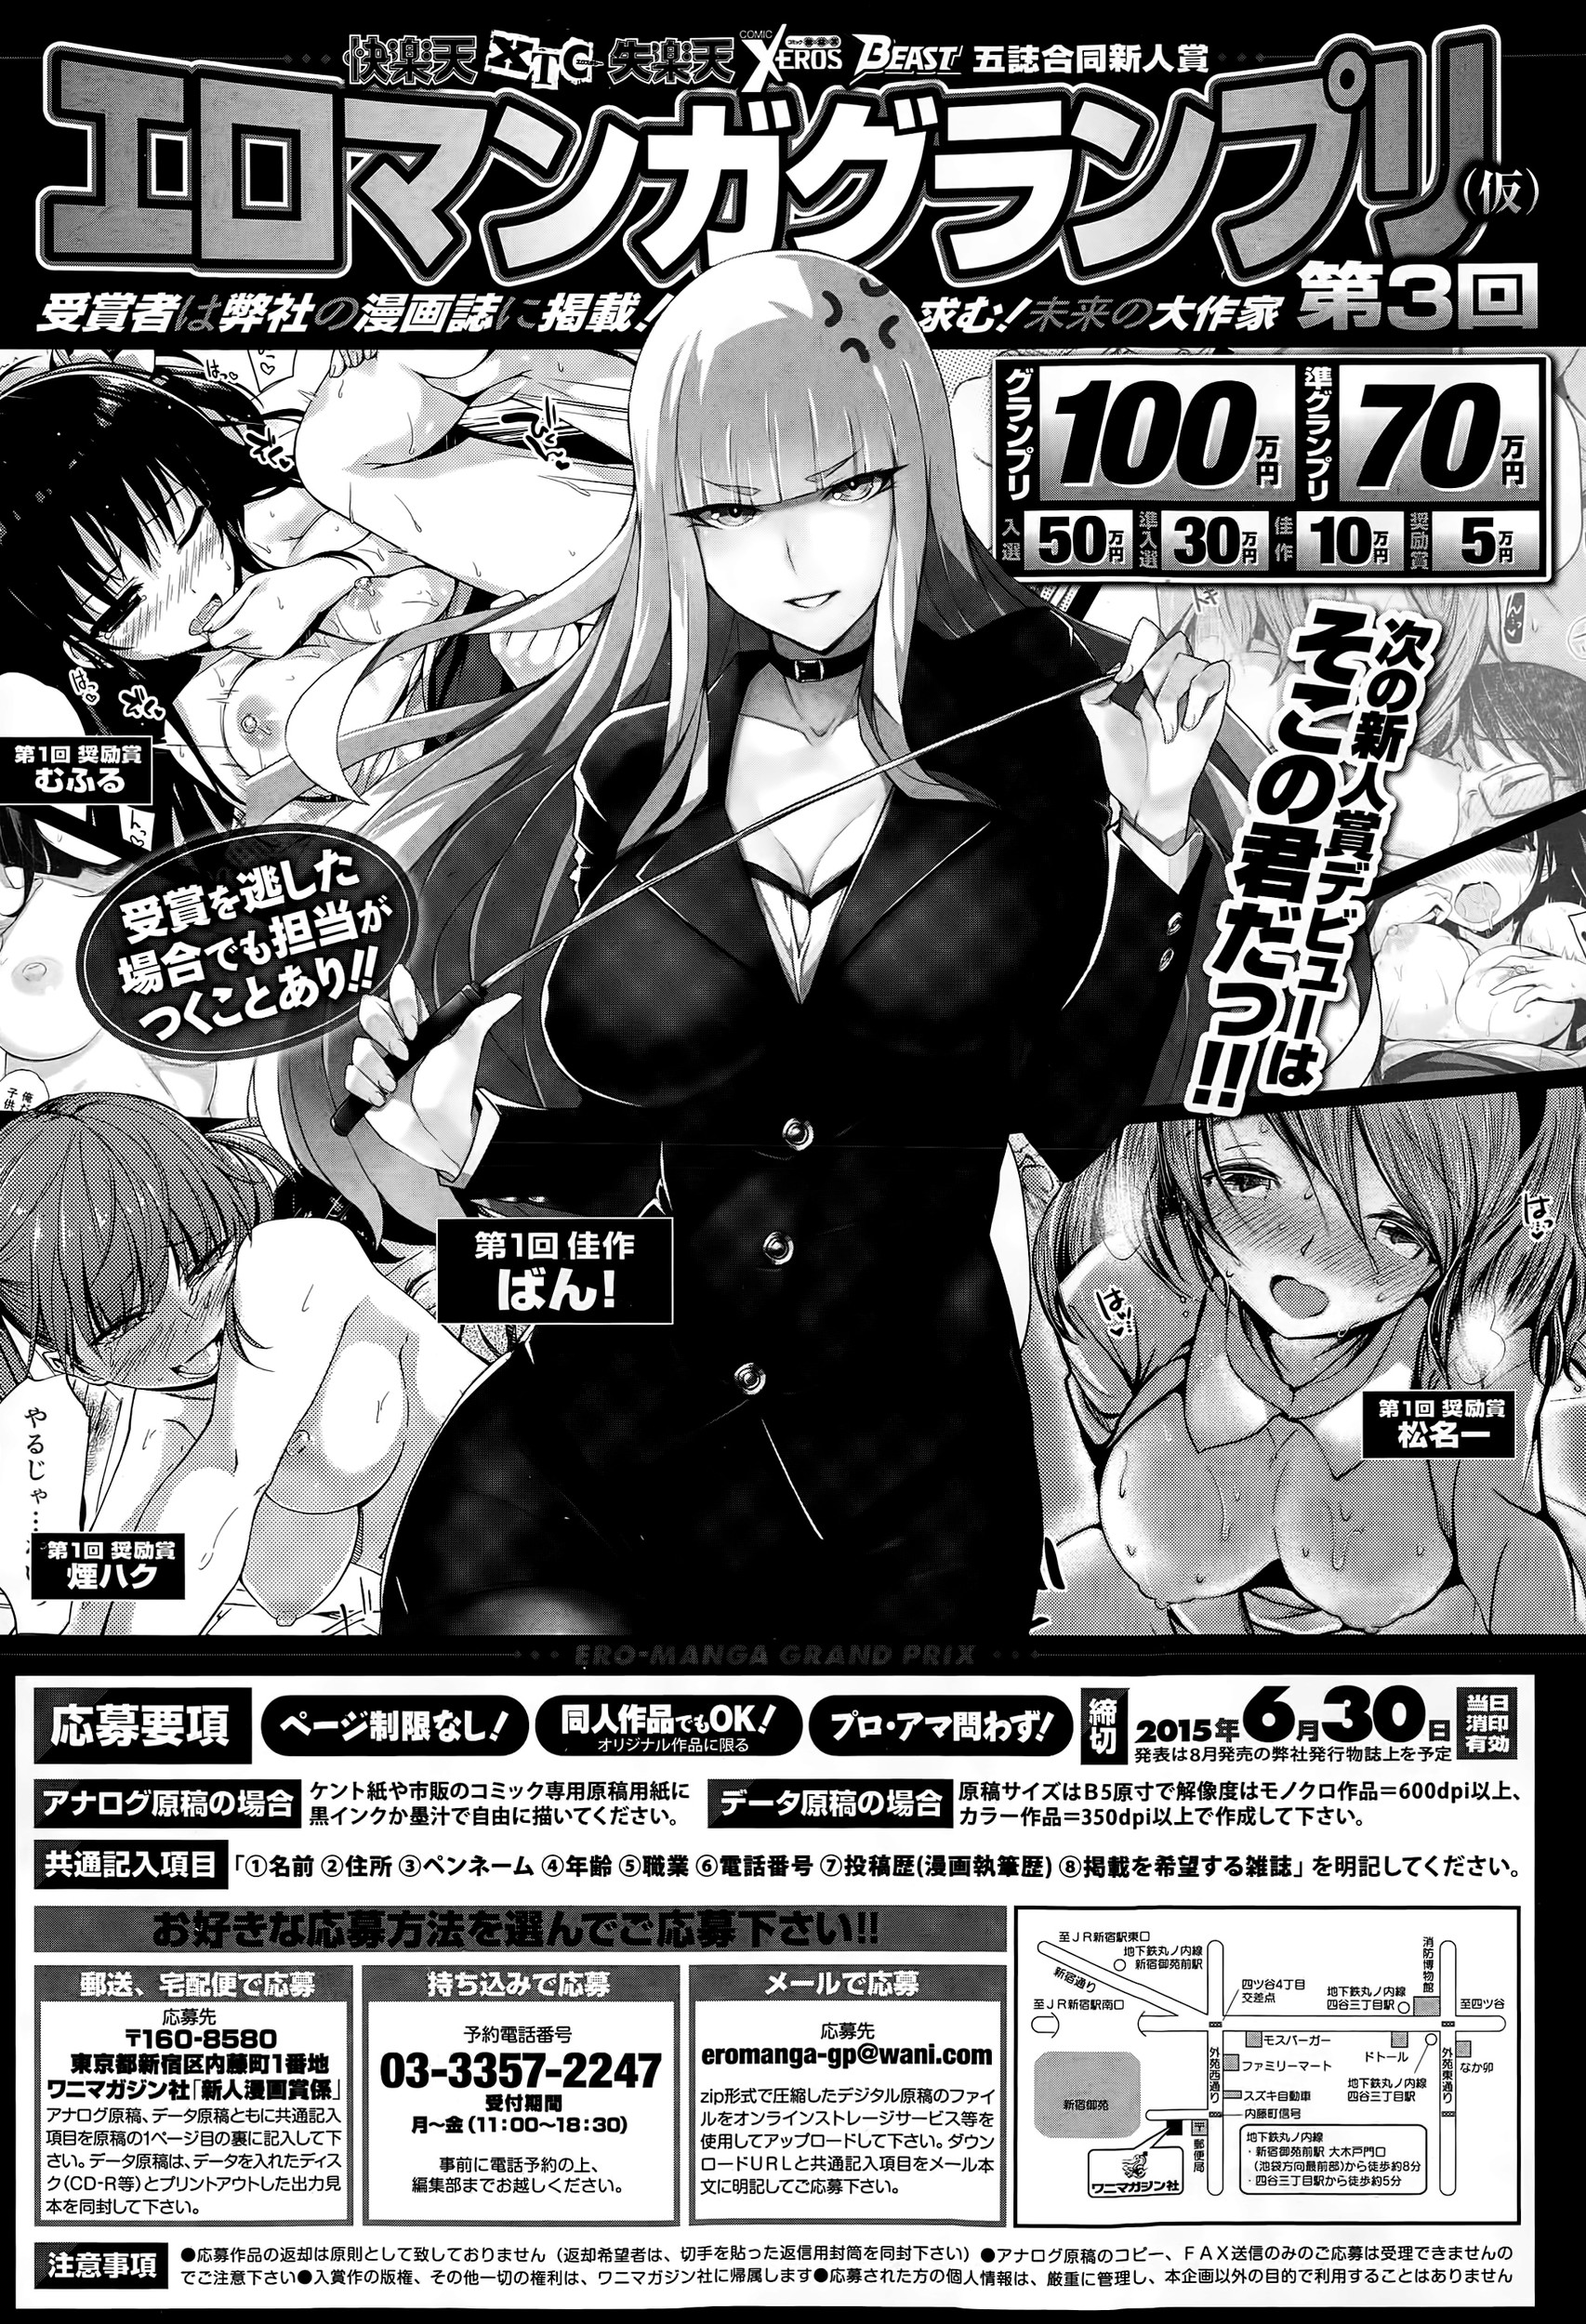 快楽天 XTC 失楽天 COMIC X-EROS BEAST 五誌合同新人賞
エロマンガグランプリ(仮)
第3回
受賞者は弊社の漫画誌に掲載!
求む!未来の大作家
グランプリ 100万円
準グランプリ 70万円
入選 50万円
準入選 30万円
佳作 10万円
奨励賞 5万円
次の新人賞デビューは
そこの君だっ!!
第1回 奨励賞
むふる
受賞を逃した
場合でも担当が
つくことあり!!
第1回 佳作
ばん!
第1回 奨励賞
松名一
やるじゃ…
第1回 奨励賞
煙ハク
はっ♡
はっ♡
ERO-MANGA GRAND PRIX
応募要項
ページ制限なし!
同人作品でもOK!
オリジナル作品に限る
プロ・アマ問わず!
締切
2015年6月30日
当日消印有効
発表は8月発売の弊社発行物誌上を予定
アナログ原稿の場合
ケント紙や市販のコミック専用原稿用紙に
黒インクか墨汁で自由に描いてください。
データ原稿の場合
原稿サイズはB5原寸で解像度はモノクロ作品=600dpi以上、
カラー作品=350dpi以上で作成して下さい。
共通記入項目
「①名前 ②住所 ③ペンネーム ④年齢 ⑤職業 ⑥電話番号 ⑦投稿歴(漫画執筆歴) ⑧掲載を希望する雑誌」を明記してください。
お好きな応募方法を選んでご応募下さい!!
郵送、宅配便で応募
応募先
〒160-8580
東京都新宿区内藤町1番地
ワニマガジン社「新人漫画賞係」
アナログ原稿、データ原稿ともに共通記入
項目を原稿の1ページ目の裏に記入して下
さい。データ原稿は、データを入れたディス
ク(CD-R等)とプリントアウトした出力見
本を同封して下さい。
持ち込みで応募
予約電話番号
03-3357-2247
受付期間
月〜金(11:00〜18:30)
事前に電話予約の上、
編集部までお越しください。
メールで応募
応募先
eromanga-gp@wani.com
zip形式で圧縮したデジタル原稿のファイ
ルをオンラインストレージサービス等を
使用してアップロードして下さい。ダウン
ロードURLと共通記入項目をメール本
文に明記してご応募下さい。
至JR新宿駅東口
地下鉄丸ノ内線
新宿御苑前駅
新宿通り
至JR新宿駅南口
四ツ谷4丁目
交差点
地下鉄丸ノ内線
四谷三丁目駅
消防博物館
至四ツ谷
モスバーガー
ファミリーマート
スズキ自動車
内藤町信号
外苑西通り
ドトール
地下鉄丸ノ内線
四谷三丁目駅
外苑東通り
なか卯
新宿御苑
郵便局
ワニマガジン社
地下鉄丸ノ内線
・新宿御苑前駅 大木戸門口
(池袋方向最前部)から徒歩約8分
・四谷三丁目駅から徒歩約5分
注意事項
●応募作品の返却は原則として致しておりません(返却希望者は、切手を貼った返信用封筒を同封下さい)●アナログ原稿のコピー、FAX送信のみのご応募は受理できませんの
でご注意下さい●入賞作の版権、その他一切の権利は、ワニマガジン社に帰属します●応募された方の個人情報は、厳重に管理し、本企画以外の目的で利用することはありません